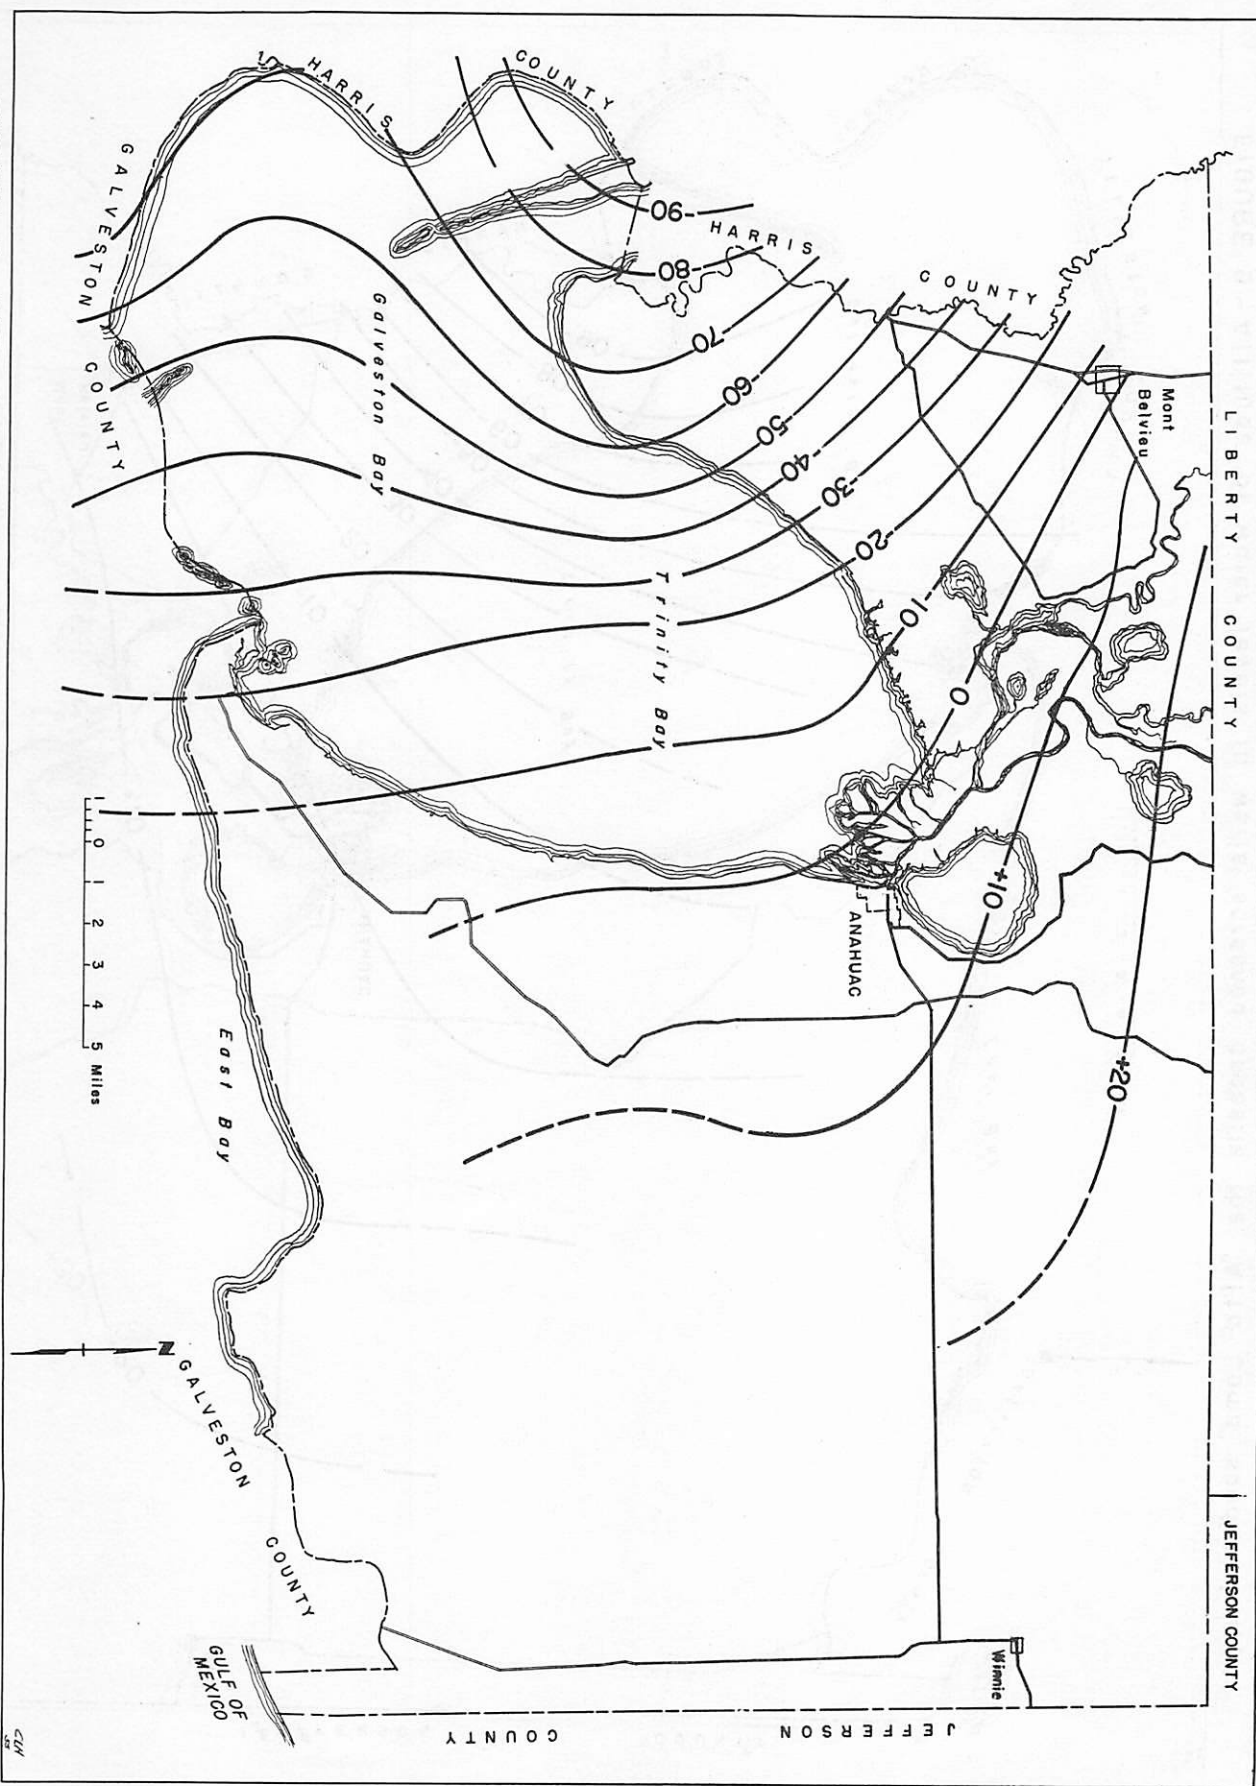 LIBERTY COUNTY
JEFFERSON COUNTY
Mont
Belvieu
HARRIS COUNTY
+20
+10
0
-10
-20
-30
-40
-50
-60
-70
-80
-90
ANAHUAC
Winnie
Trinity Bay
Galveston Bay
HARRIS COUNTY
GALVESTON COUNTY
East Bay
1 0 1 2 3 4 5 Miles
N
GALVESTON COUNTY
GULF OF
MEXICO
JEFFERSON COUNTY